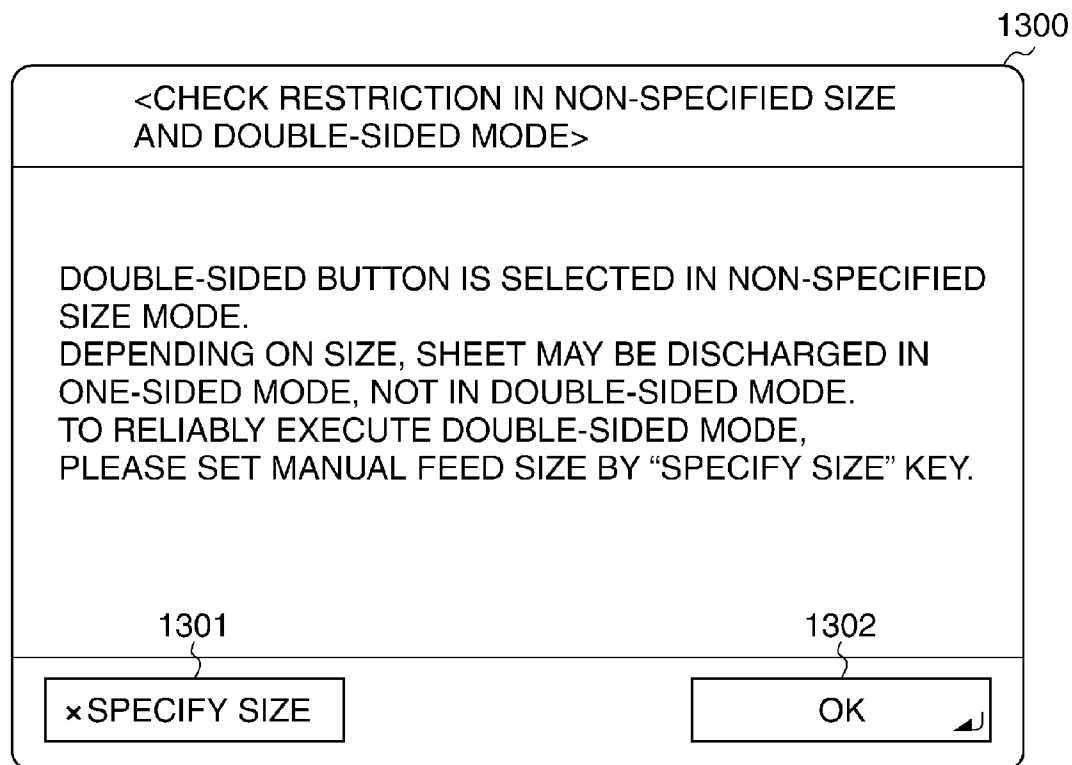 1300
<CHECK RESTRICTION IN NON-SPECIFIED SIZE
AND DOUBLE-SIDED MODE>
DOUBLE-SIDED BUTTON IS SELECTED IN NON-SPECIFIED
SIZE MODE.
DEPENDING ON SIZE, SHEET MAY BE DISCHARGED IN
ONE-SIDED MODE, NOT IN DOUBLE-SIDED MODE.
TO RELIABLY EXECUTE DOUBLE-SIDED MODE,
PLEASE SET MANUAL FEED SIZE BY “SPECIFY SIZE” KEY.
1301 1302
×SPECIFY SIZE OK